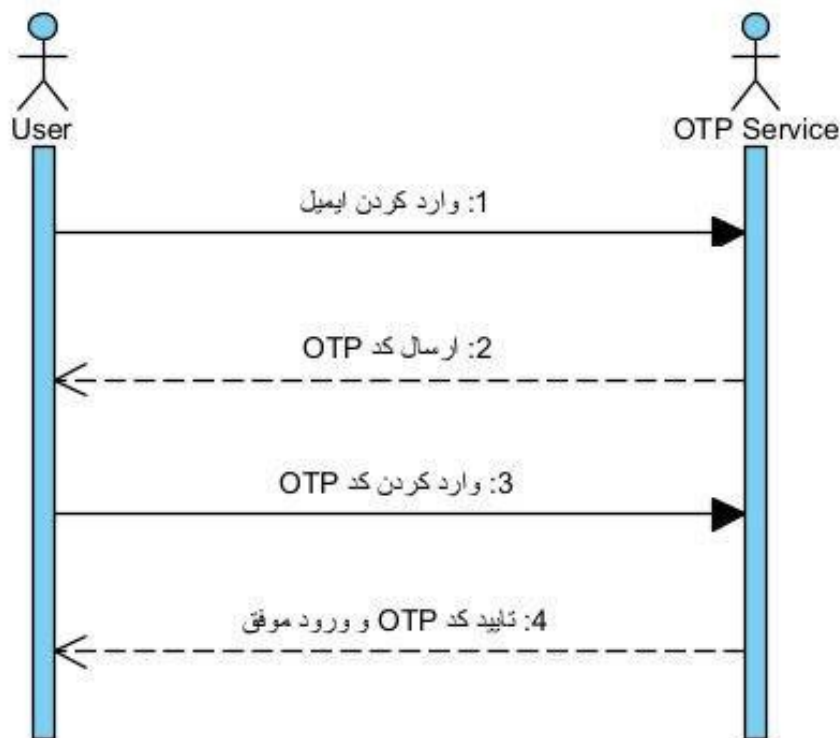 User
OTP Service
1: وارد کردن ایمیل
2: ارسال کد OTP
3: وارد کردن کد OTP
4: تایید کد OTP و ورود موفق